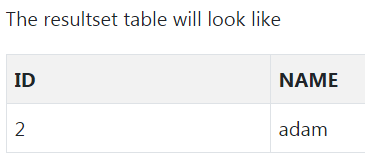 The resultset table will look like
ID NAME
2 adam